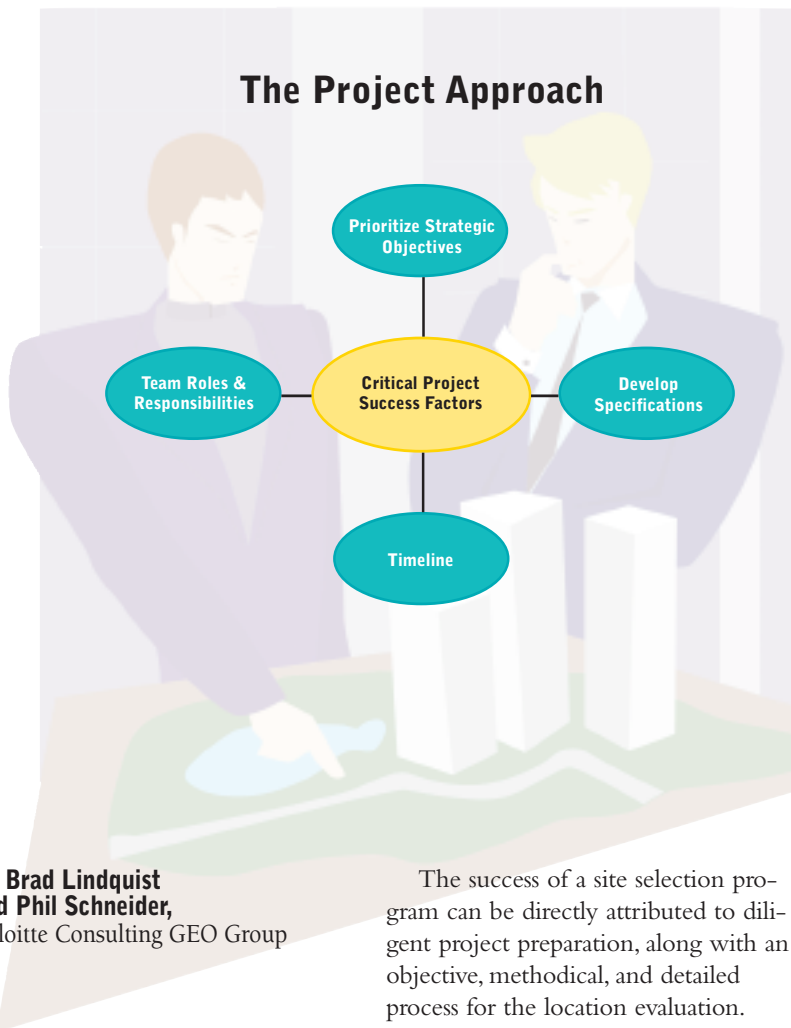 The Project Approach
Prioritize Strategic
Objectives
Team Roles &
Responsibilities
Critical Project
Success Factors
Develop
Specifications
Timeline
Brad Lindquist
Phil Schneider,
Consulting GEO Group
The success of a site selection pro-
gram can be directly attributed to dili-
gent project preparation, along with an
objective, methodical, and detailed
process for the location evaluation.